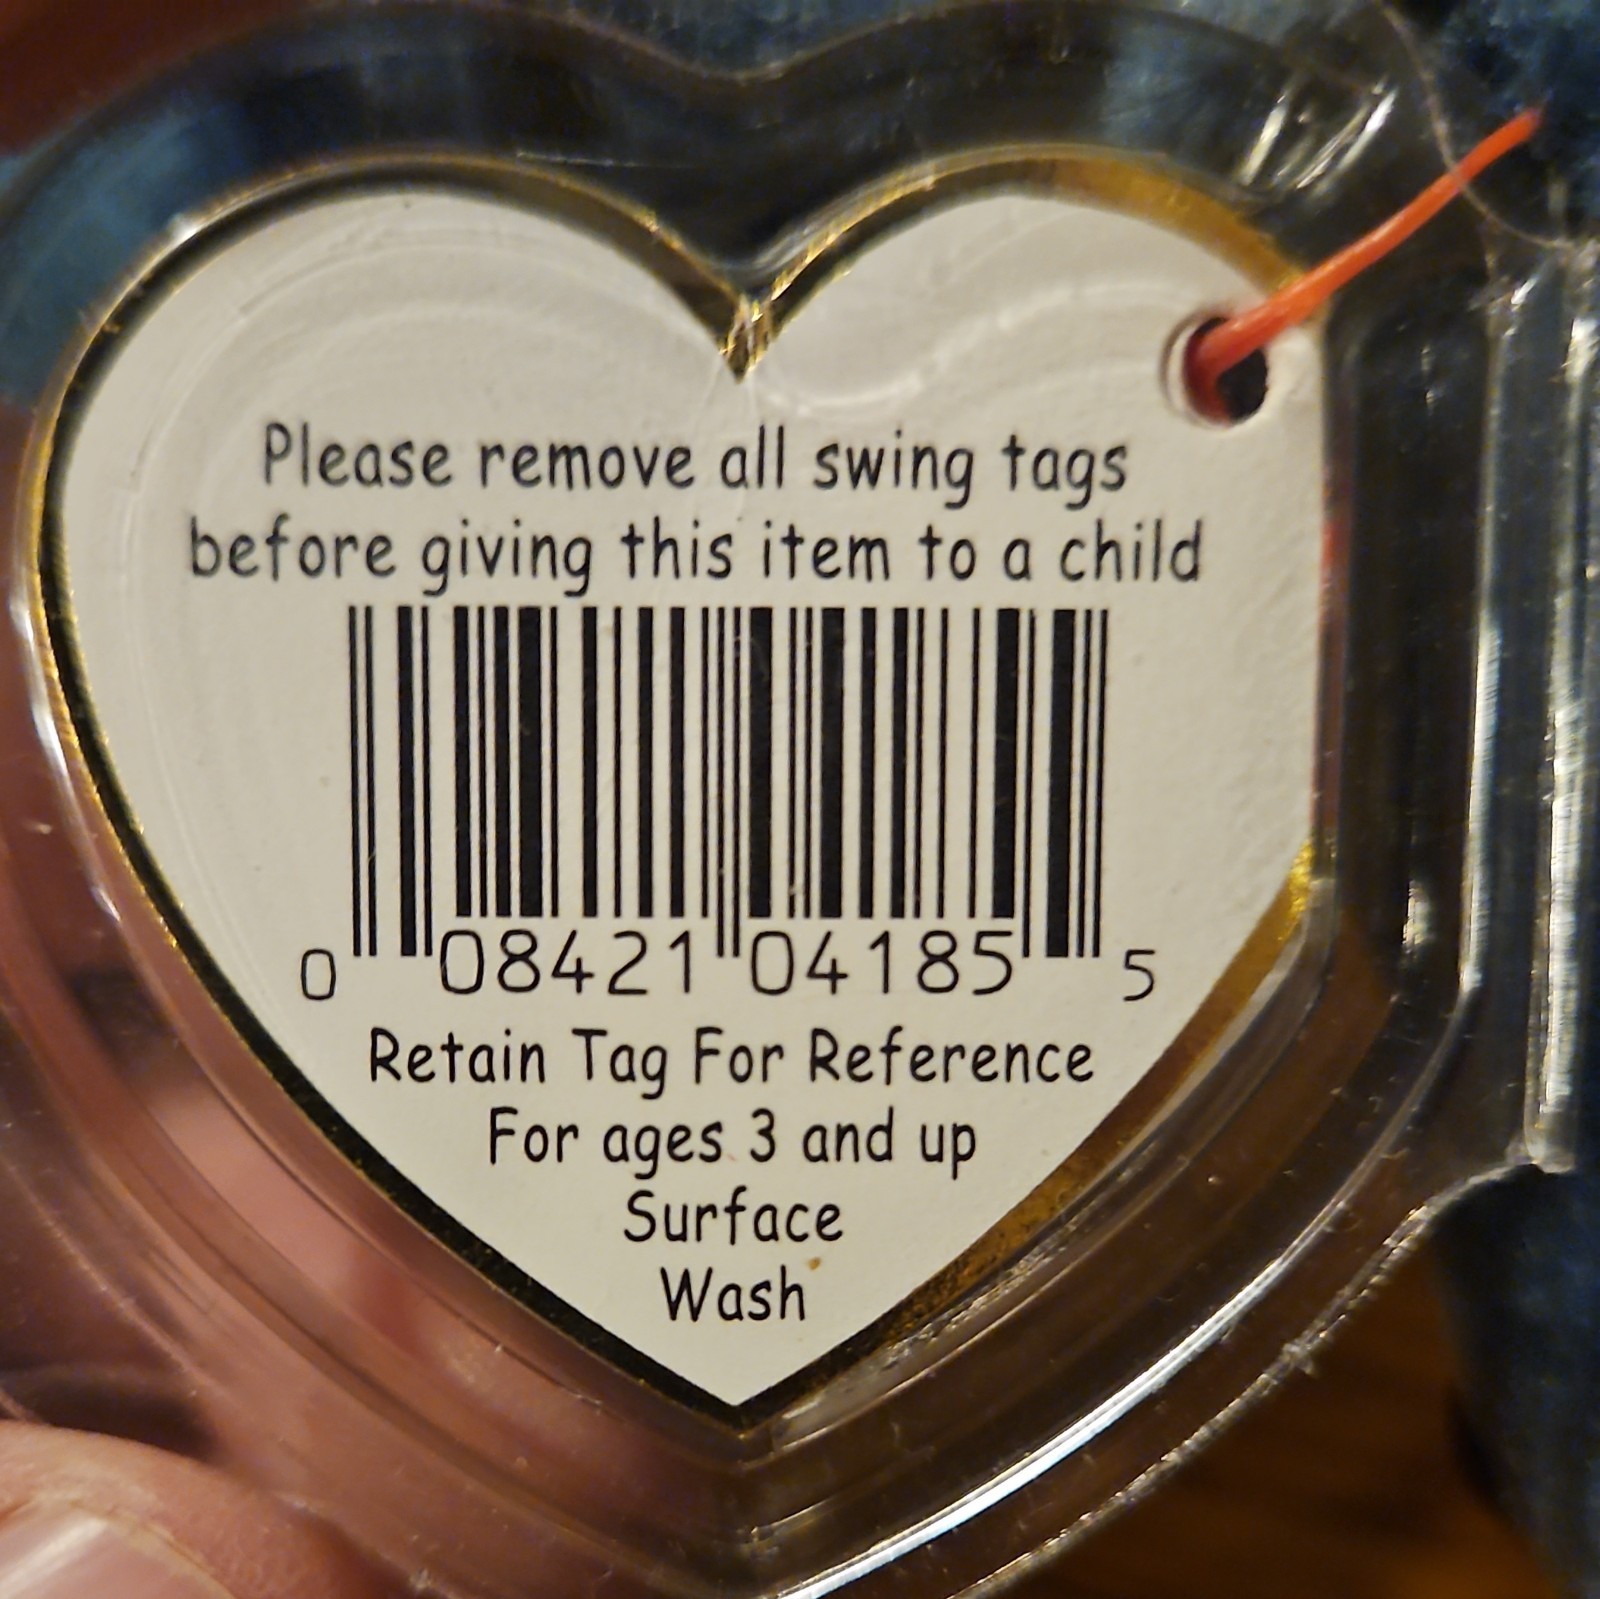 Please remove all swing tags
before giving this item to a child
0 08421 04185 5
Retain Tag For Reference
For ages 3 and up
Surface
Wash